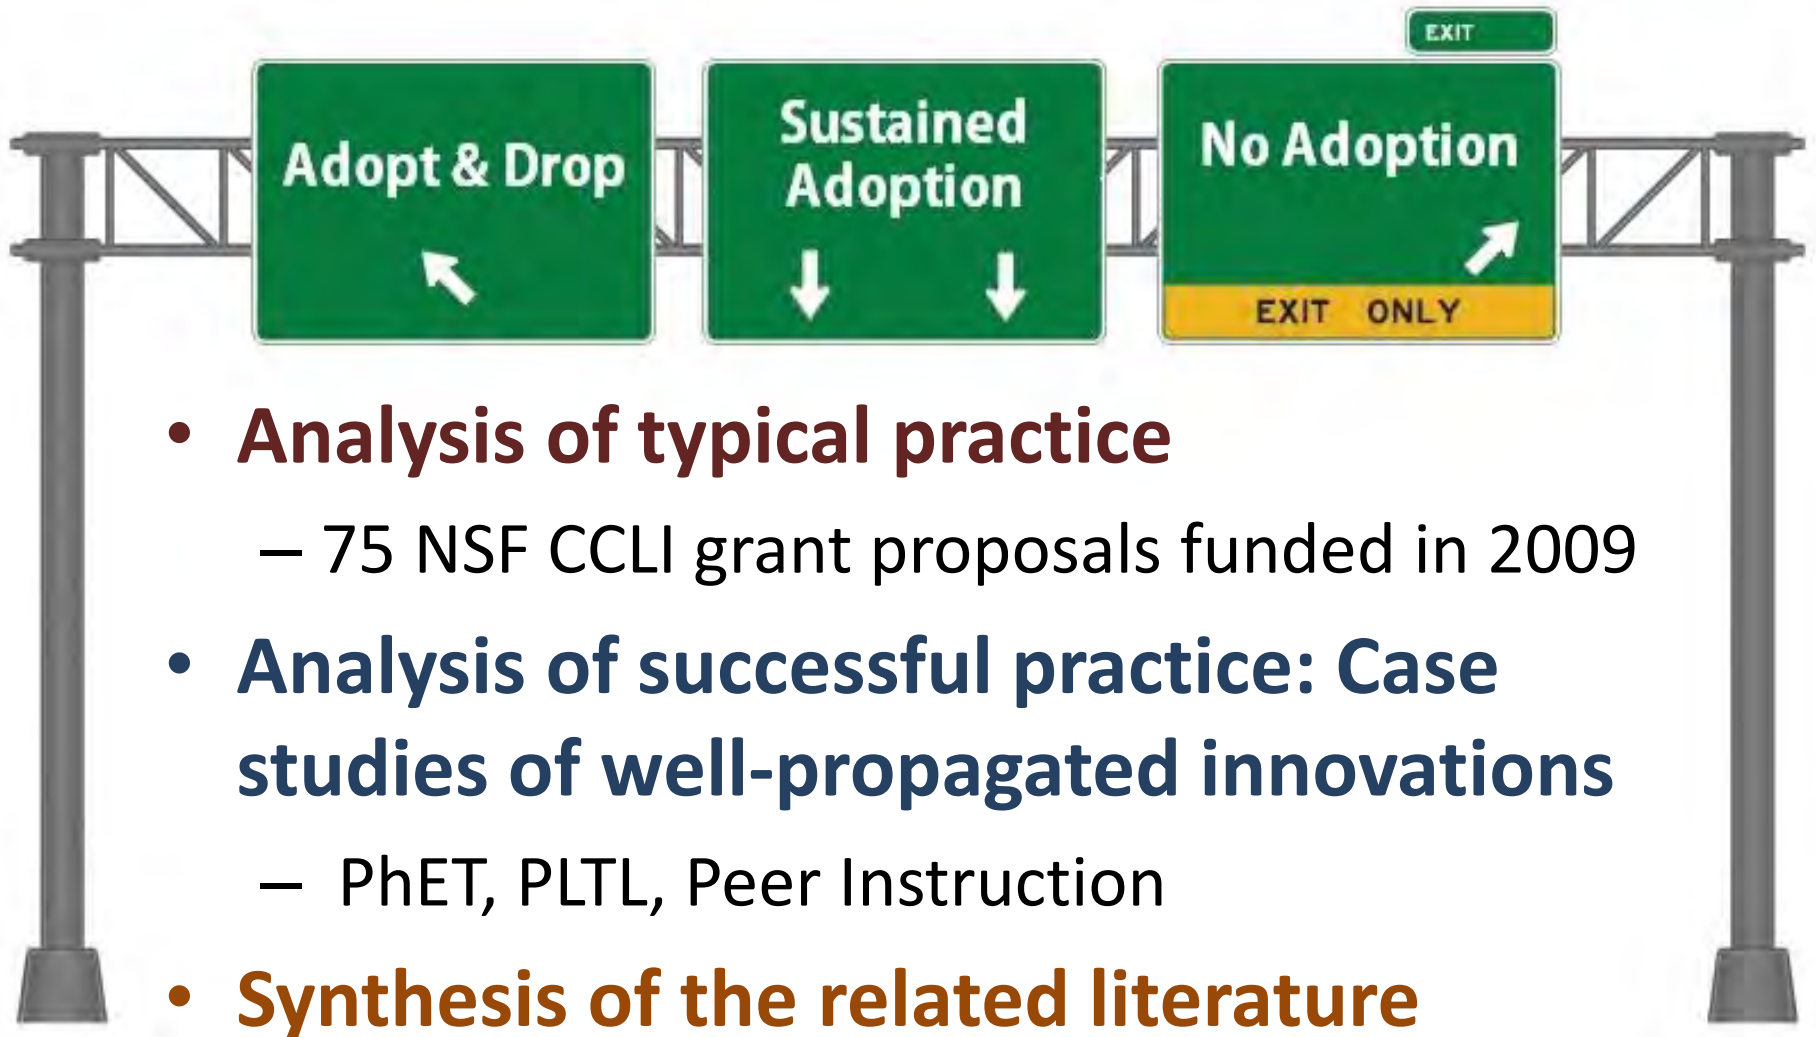 EXIT
Adopt & Drop
Sustained
Adoption
No Adoption
EXIT ONLY
• Analysis of typical practice
– 75 NSF CCLI grant proposals funded in 2009
• Analysis of successful practice: Case
studies of well-propagated innovations
– PhET, PLTL, Peer Instruction
• Synthesis of the related literature